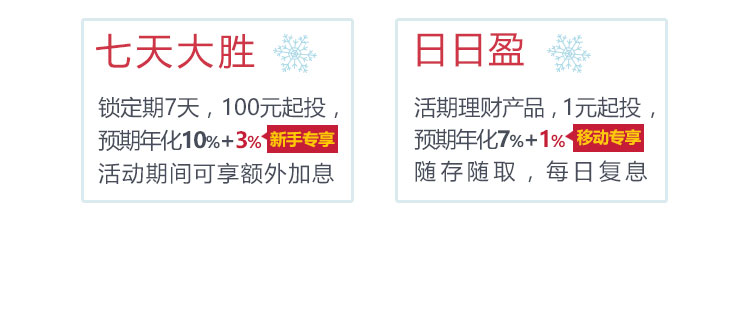 七天大胜
锁定期7天，100元起投，
预期年化10%+3% 新手专享
活动期间可享额外加息
日日盈
活期理财产品，1元起投，
预期年化7%+1% 移动专享
随存随取，每日复息